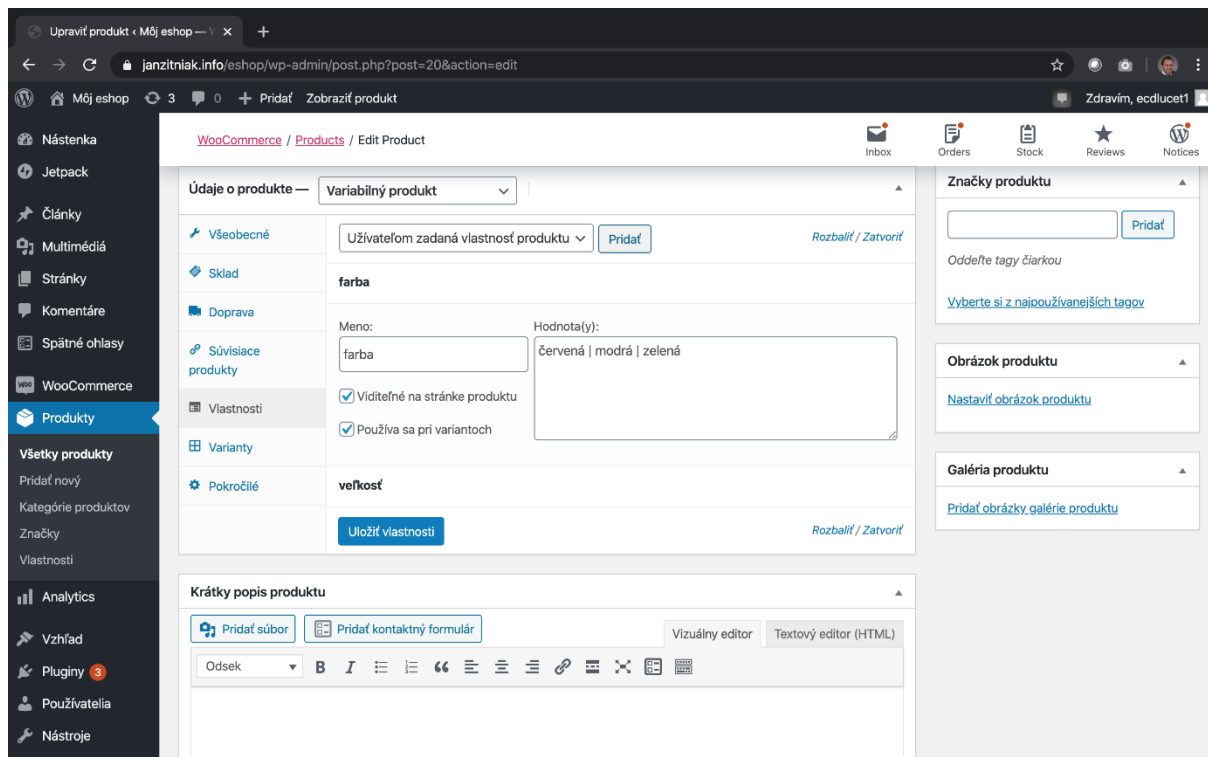 Upraviť produkt ‹ Môj eshop — V
janzitniak.info/eshop/wp-admin/post.php?post=20&action=edit
Môj eshop 3 0 Pridať Zobraziť produkt Zdravím, ecdlucet1
Nástenka
Jetpack
Články
Multimédiá
Stránky
Komentáre
Spätné ohlasy
WooCommerce
Produkty
Všetky produkty
Pridať nový
Kategórie produktov
Značky
Vlastnosti
Analytics
Vzhľad
Pluginy 3
Používatelia
Nástroje
WooCommerce / Products / Edit Product
Inbox Orders Stock Reviews Notices
Údaje o produkte — Variabilný produkt
Všeobecné
Sklad
Doprava
Súvisiace
produkty
Vlastnosti
Varianty
Pokročilé
Užívateľom zadaná vlastnosť produktu Pridať Rozbaliť / Zatvoriť
farba
Meno: Hodnota(y):
farba červená | modrá | zelená
Viditeľné na stránke produktu
Používa sa pri variantoch
veľkosť
Uložiť vlastnosti Rozbaliť / Zatvoriť
Krátky popis produktu
Pridať súbor Pridať kontaktný formulár Vizuálny editor Textový editor (HTML)
Odsek B I
Značky produktu
Pridať
Oddeľte tagy čiarkou
Vyberte si z najpoužívanejších tagov
Obrázok produktu
Nastaviť obrázok produktu
Galéria produktu
Pridať obrázky galérie produktu